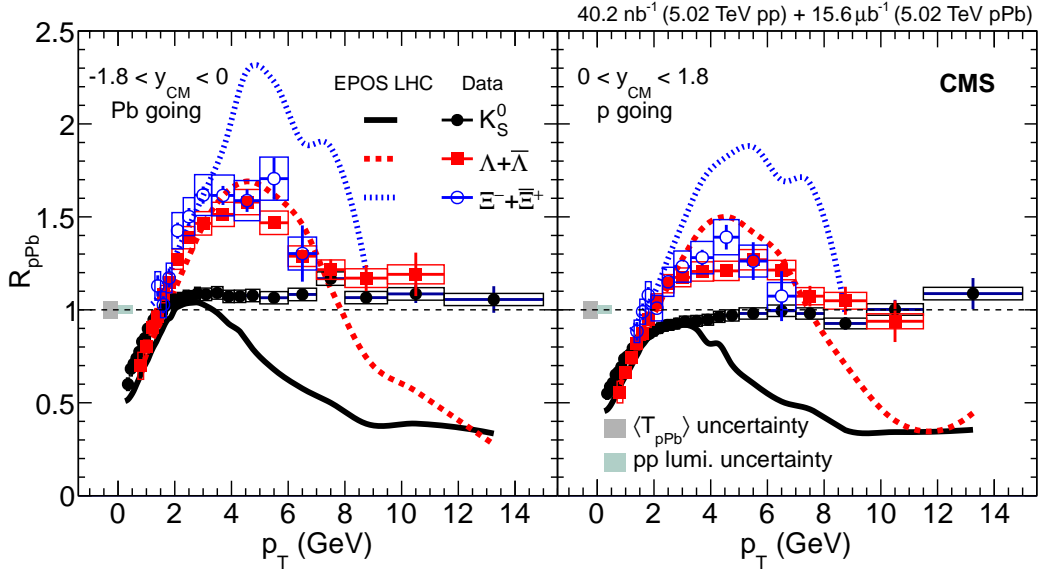 40.2 nb⁻¹ (5.02 TeV pp) + 15.6 μb⁻¹ (5.02 TeV pPb)
R_pPb
2.5
2
1.5
1
0.5
0
-1.8 < y_CM < 0
Pb going
EPOS LHC Data
K⁰_S
Λ+Λ̅
Ξ⁻+Ξ̅⁺
0 2 4 6 8 10 12 14
p_T (GeV)
0 < y_CM < 1.8
p going
CMS
⟨T_pPb⟩ uncertainty
pp lumi. uncertainty
0 2 4 6 8 10 12 14
p_T (GeV)